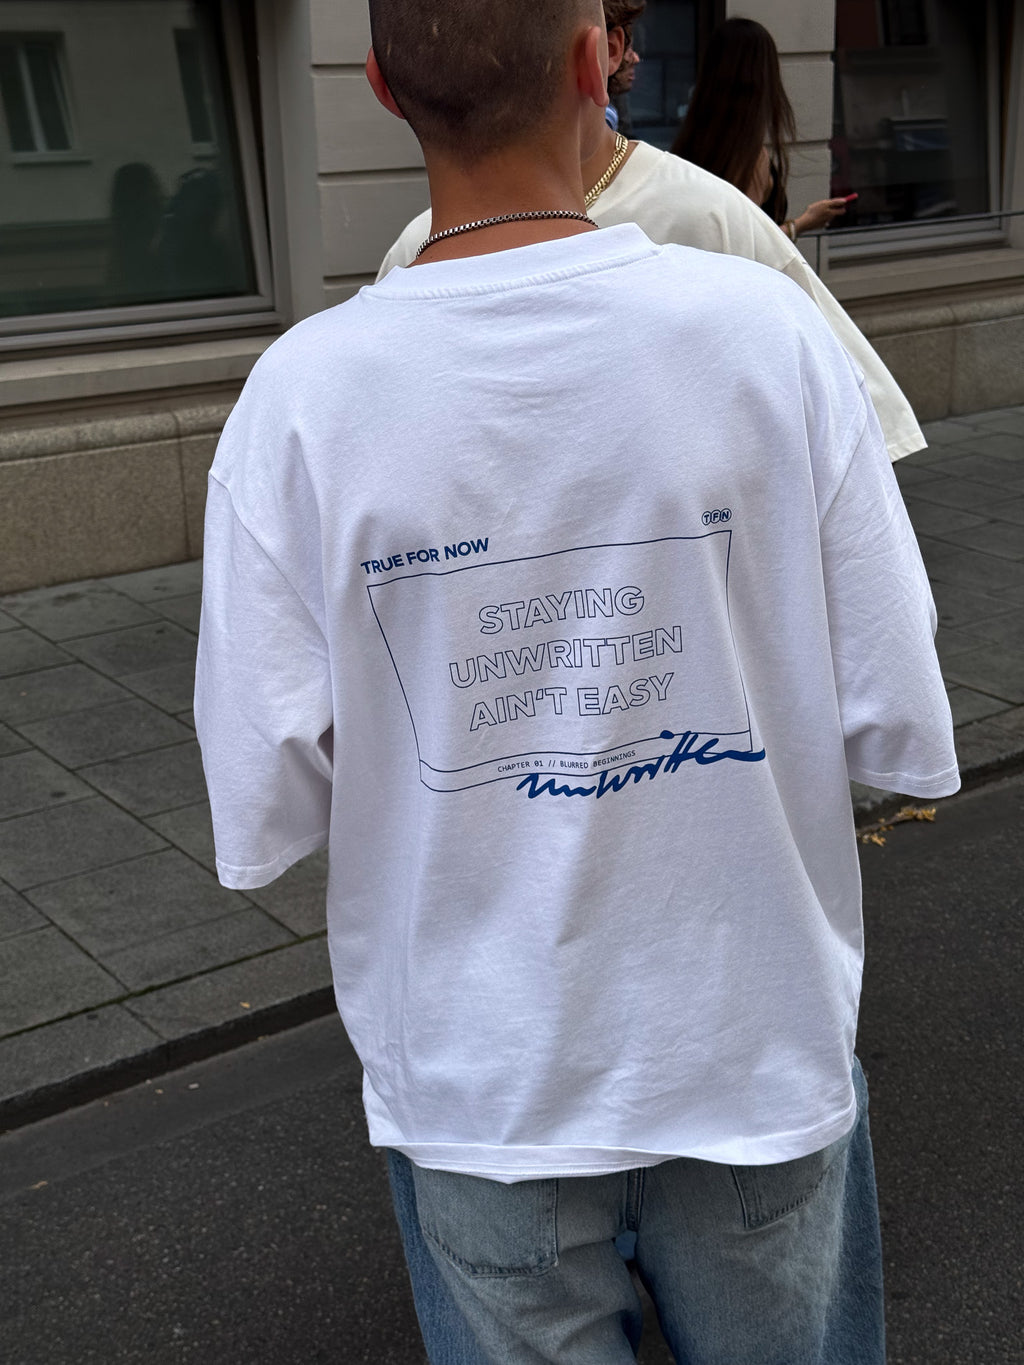 TFN
TRUE FOR NOW
STAYING
UNWRITTEN
AIN'T EASY
CHAPTER 01 // BLURRED BEGINNINGS
unwritten